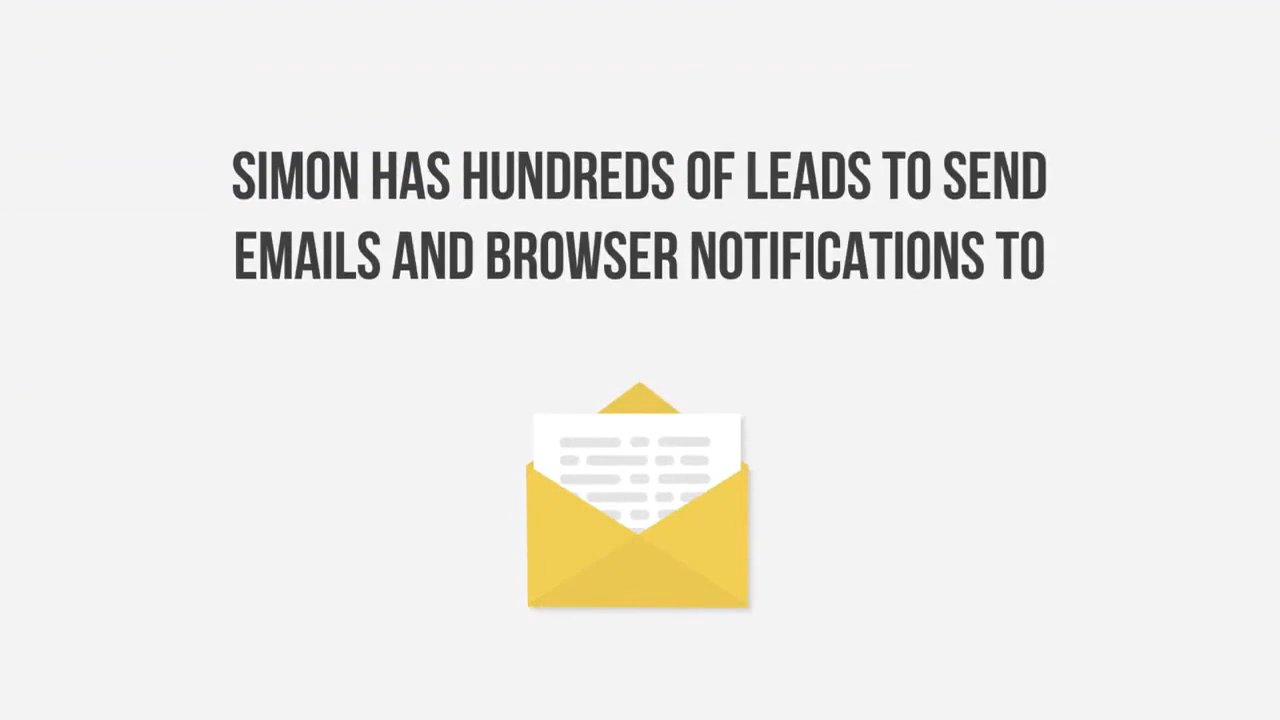 SIMON HAS HUNDREDS OF LEADS TO SEND
EMAILS AND BROWSER NOTIFICATIONS TO